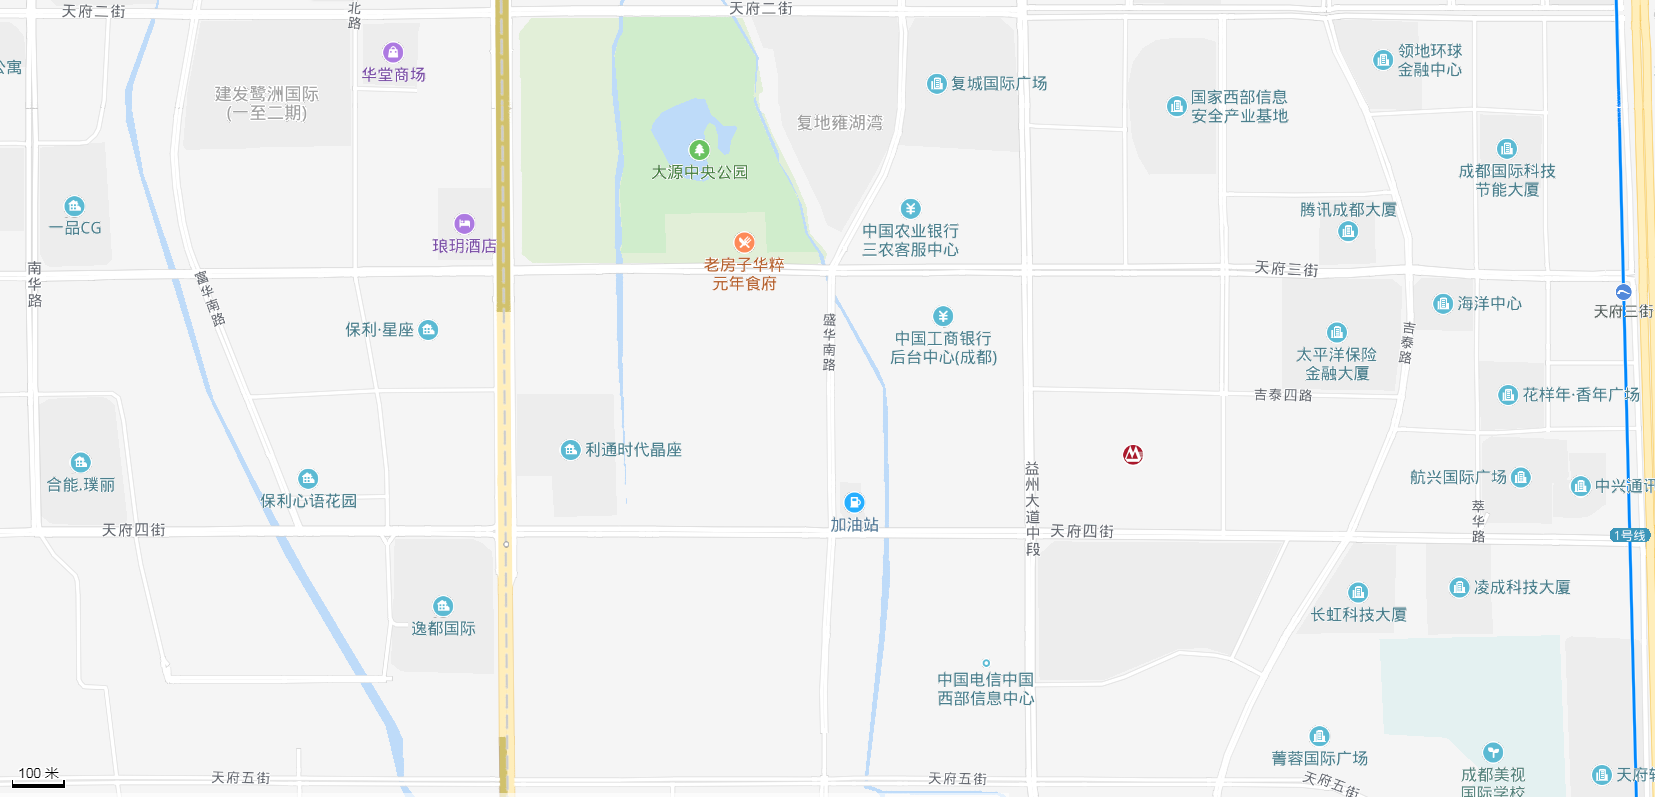 天府二街
北路
天府二街
华堂商场
复城国际广场
领地环球
金融中心
公寓
建发鹭洲国际
(一至二期)
国家西部信息
安全产业基地
复地雍湖湾
大源中央公园
成都国际科技
节能大厦
一品CG
琅玥酒店
中国农业银行
三农客服中心
腾讯成都大厦
老房子华粹
元年食府
天府三街
南华路
富华南路
保利·星座
盛华南路
中国工商银行
后台中心(成都)
海洋中心
天府三街
太平洋保险
金融大厦
吉泰路
吉泰四路
花样年·香年广场
利通时代晶座
合能.璞丽
保利心语花园
益州大道中段
航兴国际广场
中兴通讯
萃华路
加油站
天府四街
天府四街
1号线
逸都国际
长虹科技大厦
凌成科技大厦
中国电信中国
西部信息中心
菁蓉国际广场
成都美视
国际学校
天府五街
天府五街
天府五街
天府软
100 米